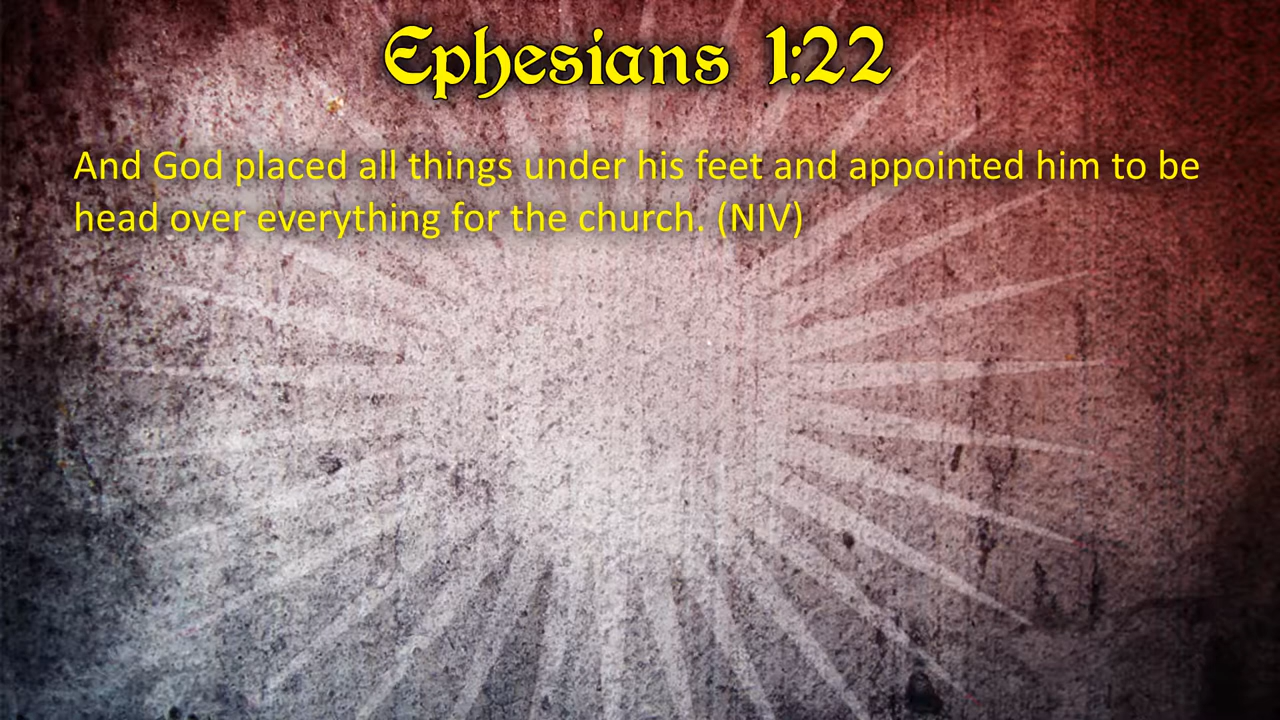 Ephesians 1:22
And God placed all things under his feet and appointed him to be
head over everything for the church. (NIV)